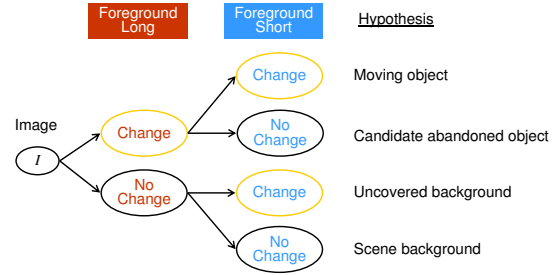 Foreground
Long
Foreground
Short
Hypothesis
Change
Moving object
Image
I
Change
No
Change
Candidate abandoned object
No
Change
Change
Uncovered background
No
Change
Scene background